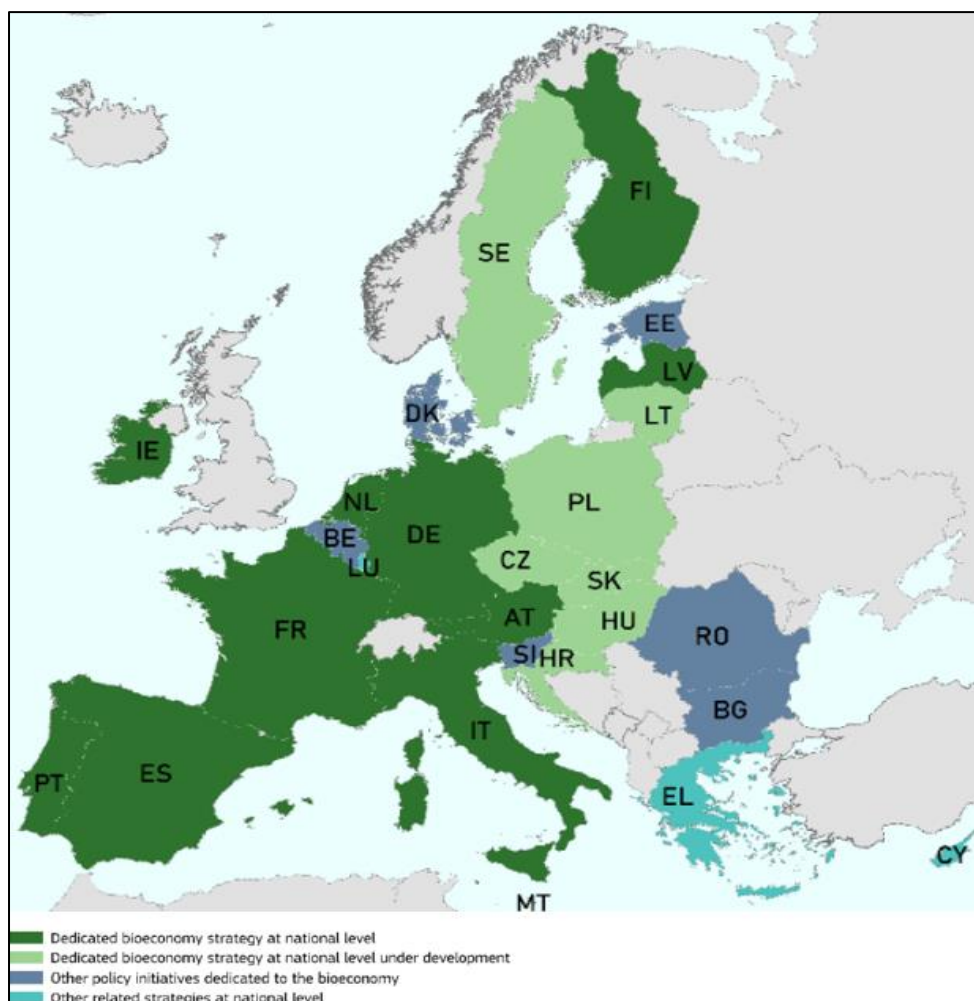 FI
SE
EE
LV
DK
LT
IE
NL
PL
BE
DE
CZ
LU
SK
AT
HU
FR
RO
SI
HR
BG
IT
PT
ES
EL
CY
MT
Dedicated bioeconomy strategy at national level
Dedicated bioeconomy strategy at national level under development
Other policy initiatives dedicated to the bioeconomy
Other related strategies at national level